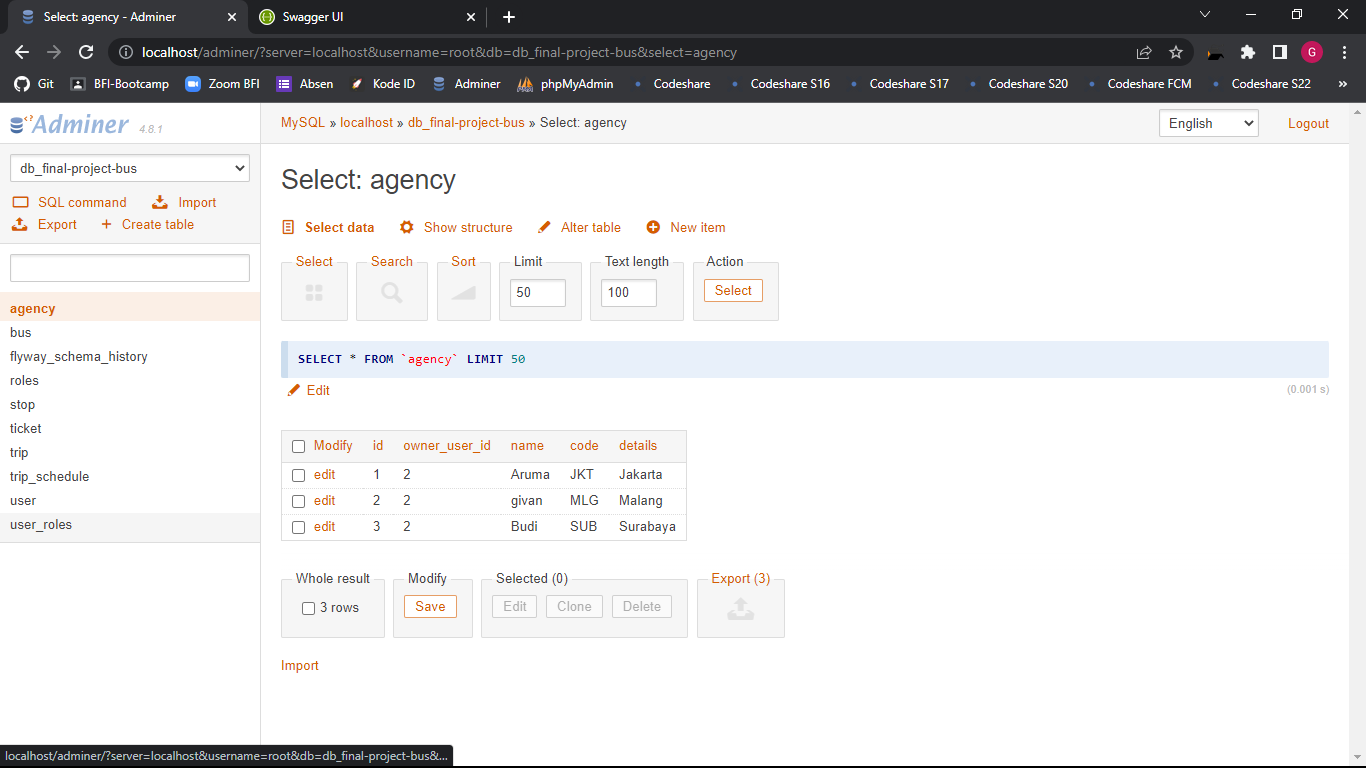 Select: agency - Adminer
Swagger UI
localhost/adminer/?server=localhost&username=root&db=db_final-project-bus&select=agency
G
Git BFI-Bootcamp Zoom BFI Absen Kode ID Adminer phpMyAdmin Codeshare Codeshare S16 Codeshare S17 Codeshare S20 Codeshare FCM Codeshare S22 »
Adminer 4.8.1
MySQL » localhost » db_final-project-bus » Select: agency
English
Logout
db_final-project-bus
SQL command Import
Export Create table
agency
bus
flyway_schema_history
roles
stop
ticket
trip
trip_schedule
user
user_roles
Select: agency
Select data Show structure Alter table New item
Select Search Sort Limit Text length Action
50 100 Select
SELECT * FROM `agency` LIMIT 50
Edit (0.001 s)
Modify id owner_user_id name code details
edit 1 2 Aruma JKT Jakarta
edit 2 2 givan MLG Malang
edit 3 2 Budi SUB Surabaya
Whole result Modify Selected (0) Export (3)
3 rows Save Edit Clone Delete
Import
localhost/adminer/?server=localhost&username=root&db=db_final-project-bus&...